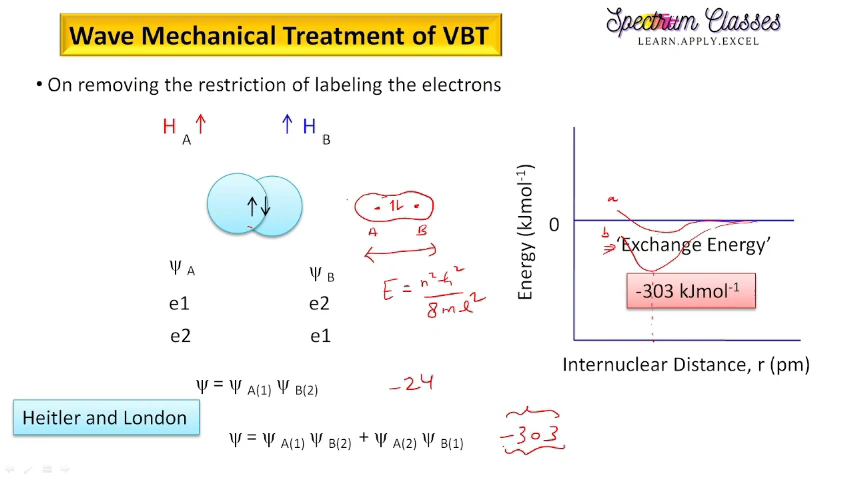 Spectrum Classes
LEARN.APPLY.EXCEL
Wave Mechanical Treatment of VBT
• On removing the restriction of labeling the electrons
H A ↑ ↑ H B
↑↓
1L
A B
E = n²h²/8ml²
ψ A ψ B
e1 e2
e2 e1
ψ = ψ A(1) ψ B(2)
-24
Heitler and London
ψ = ψ A(1) ψ B(2) + ψ A(2) ψ B(1)
-303
Energy (kJmol⁻¹)
0
a
b
⇒'Exchange Energy'
-303 kJmol⁻¹
Internuclear Distance, r (pm)